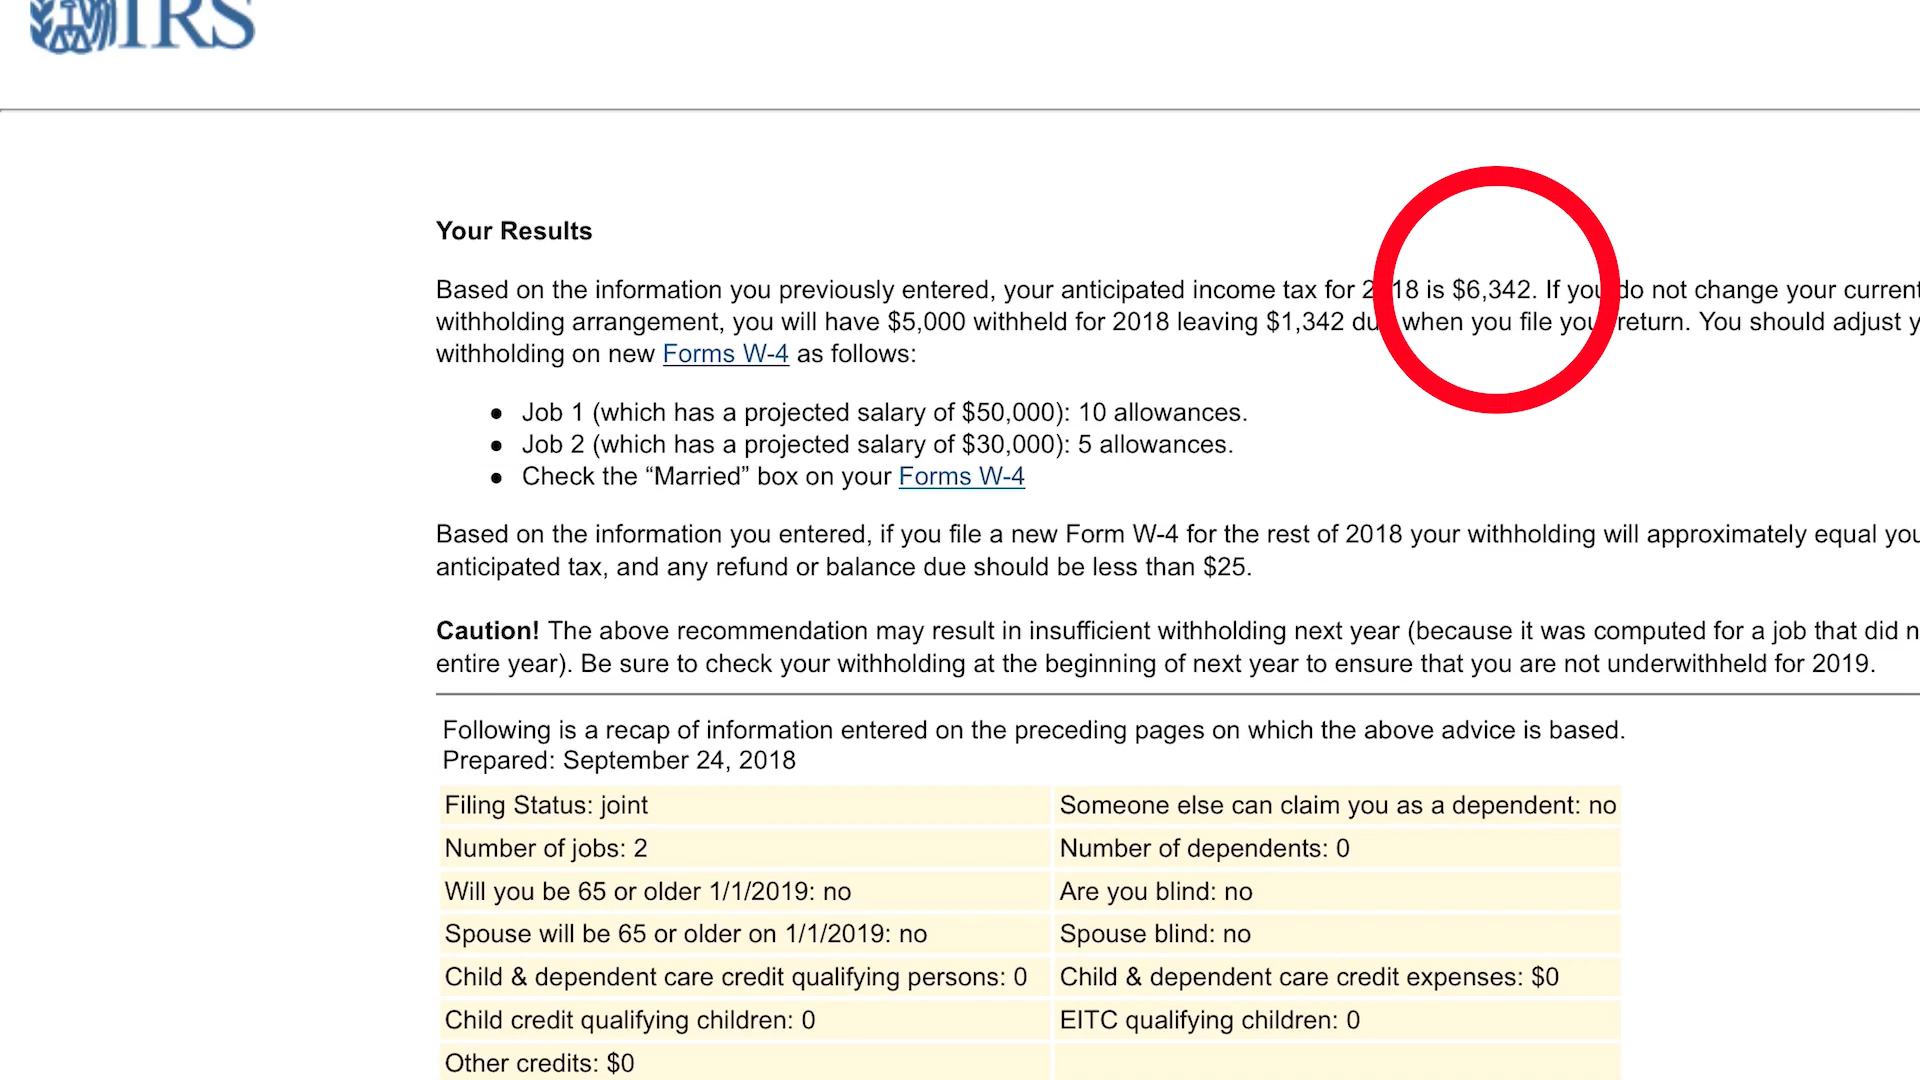 IRS
Your Results
Based on the information you previously entered, your anticipated income tax for 2018 is $6,342. If you do not change your current
withholding arrangement, you will have $5,000 withheld for 2018 leaving $1,342 due when you file your return. You should adjust y
withholding on new Forms W-4 as follows:
● Job 1 (which has a projected salary of $50,000): 10 allowances.
● Job 2 (which has a projected salary of $30,000): 5 allowances.
● Check the “Married” box on your Forms W-4
Based on the information you entered, if you file a new Form W-4 for the rest of 2018 your withholding will approximately equal you
anticipated tax, and any refund or balance due should be less than $25.
Caution! The above recommendation may result in insufficient withholding next year (because it was computed for a job that did n
entire year). Be sure to check your withholding at the beginning of next year to ensure that you are not underwithheld for 2019.
Following is a recap of information entered on the preceding pages on which the above advice is based.
Prepared: September 24, 2018
Filing Status: joint
Someone else can claim you as a dependent: no
Number of jobs: 2
Number of dependents: 0
Will you be 65 or older 1/1/2019: no
Are you blind: no
Spouse will be 65 or older on 1/1/2019: no
Spouse blind: no
Child & dependent care credit qualifying persons: 0
Child & dependent care credit expenses: $0
Child credit qualifying children: 0
EITC qualifying children: 0
Other credits: $0